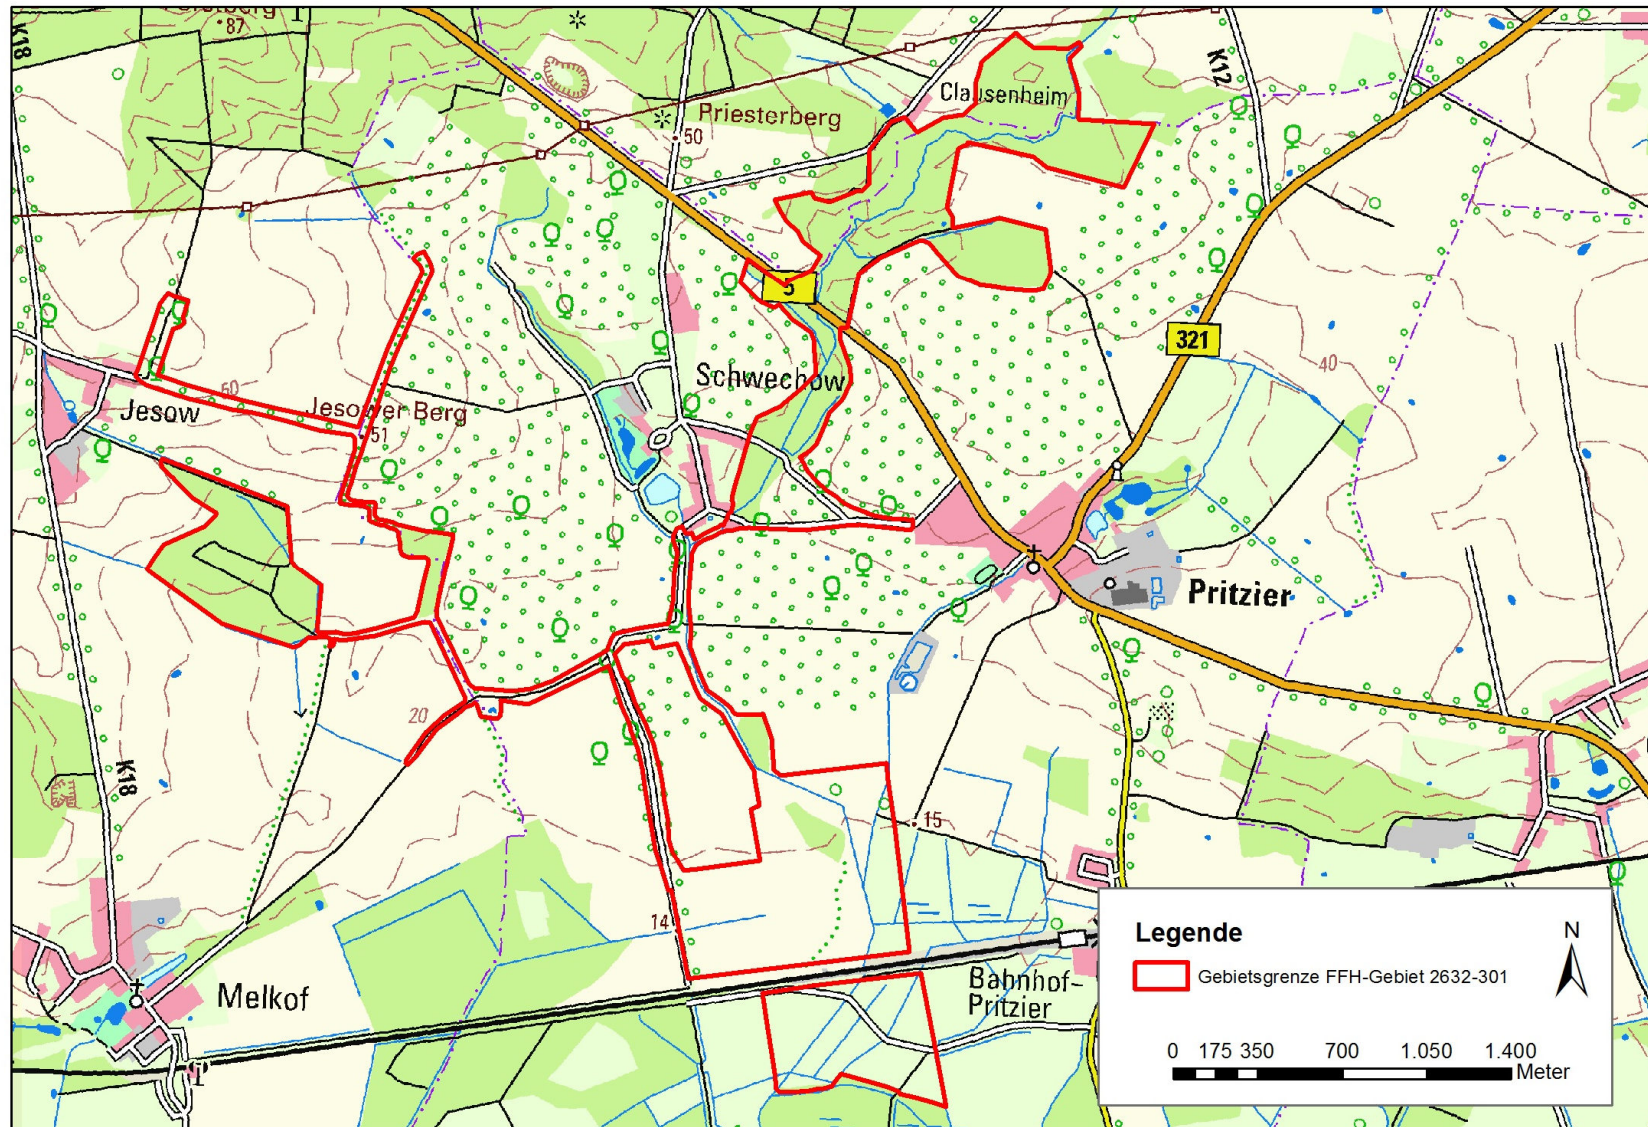 87
K18
K12
Clausenheim
Priesterberg
50
5
321
40
Schwechow
Jesow
60
Jesower Berg
51
Pritzier
20
K18
15
14
Melkof
Bahnhof-
Pritzier
Legende
N
Gebietsgrenze FFH-Gebiet 2632-301
0 175 350 700 1.050 1.400
Meter